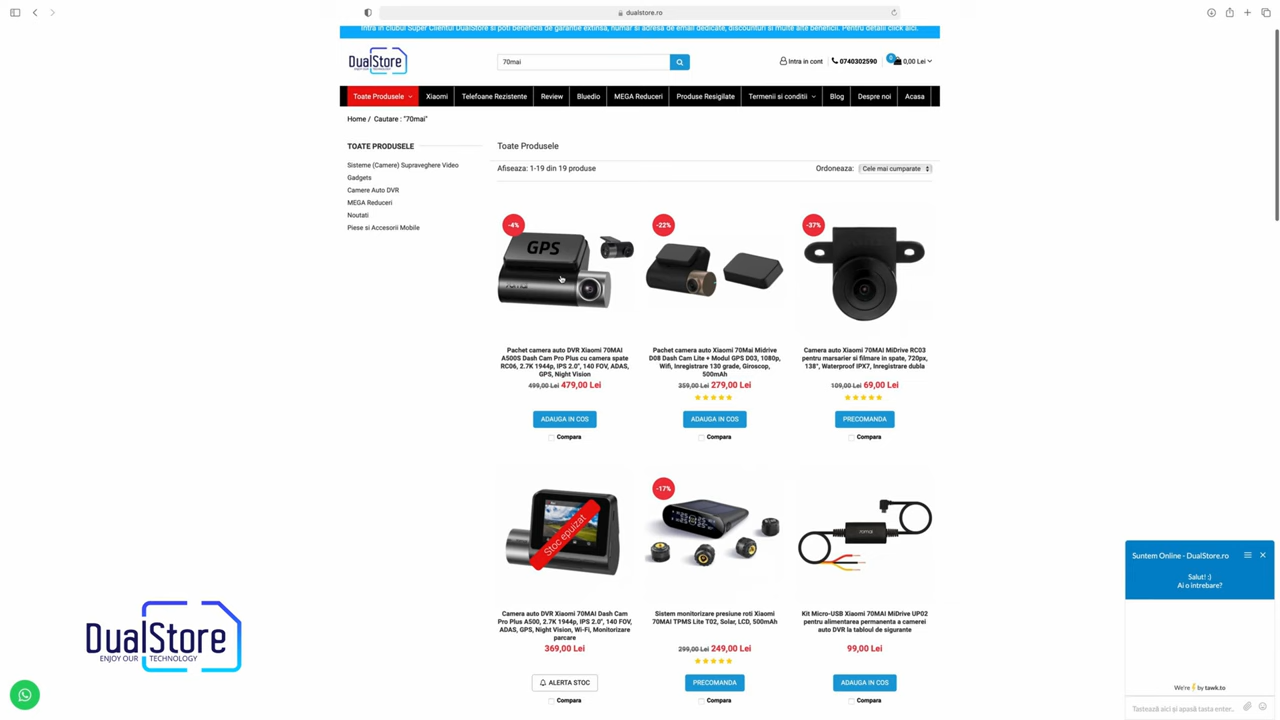 dualstore.ro
Intra in clubul Super Clientul DualStore si poti beneficia de garantie extinsa, numar si adresa de email dedicate, discounturi si multe alte beneficii. Pentru detalii click aici.
DualStore
ENJOY OUR TECHNOLOGY
70mai
Intra in cont
0740302590
0
0,00 Lei
Toate Produsele
Xiaomi
Telefoane Rezistente
Review
Bluedio
MEGA Reduceri
Produse Resigilate
Termenii si conditii
Blog
Despre noi
Acasa
Home / Cautare : "70mai"
TOATE PRODUSELE
Sisteme (Camere) Supraveghere Video
Gadgets
Camere Auto DVR
MEGA Reduceri
Noutati
Piese si Accesorii Mobile
Toate Produsele
Afiseaza: 1-19 din 19 produse
Ordoneaza:
Cele mai cumparate
-4%
GPS
70mai
Pachet camera auto DVR Xiaomi 70MAI
A500S Dash Cam Pro Plus cu camera spate
RC06, 2.7K 1944p, IPS 2.0", 140 FOV, ADAS,
GPS, Night Vision
499,00 Lei 479,00 Lei
ADAUGA IN COS
Compara
-22%
Pachet camera auto Xiaomi 70Mai Midrive
D08 Dash Cam Lite + Modul GPS D03, 1080p,
Wifi, Inregistrare 130 grade, Giroscop,
500mAh
359,00 Lei 279,00 Lei
ADAUGA IN COS
Compara
-37%
Camera auto Xiaomi 70MAI MiDrive RC03
pentru marsarier si filmare in spate, 720px,
138°, Waterproof IPX7, Inregistrare dubla
109,00 Lei 69,00 Lei
PRECOMANDA
Compara
Stoc epuizat
Camera auto DVR Xiaomi 70MAI Dash Cam
Pro Plus A500, 2.7K 1944p, IPS 2.0", 140 FOV,
ADAS, GPS, Night Vision, Wi-Fi, Monitorizare
parcare
369,00 Lei
ALERTA STOC
Compara
-17%
Sistem monitorizare presiune roti Xiaomi
70MAI TPMS Lite T02, Solar, LCD, 500mAh
299,00 Lei 249,00 Lei
PRECOMANDA
Compara
70mai
Kit Micro-USB Xiaomi 70MAI MiDrive UP02
pentru alimentarea permanenta a camerei
auto DVR la tabloul de sigurante
99,00 Lei
ADAUGA IN COS
Compara
DualStore
ENJOY OUR TECHNOLOGY
Suntem Online - DualStore.ro
Salut! :)
Ai o intrebare?
We're by tawk.to
Tastează aici și apasă tasta enter..